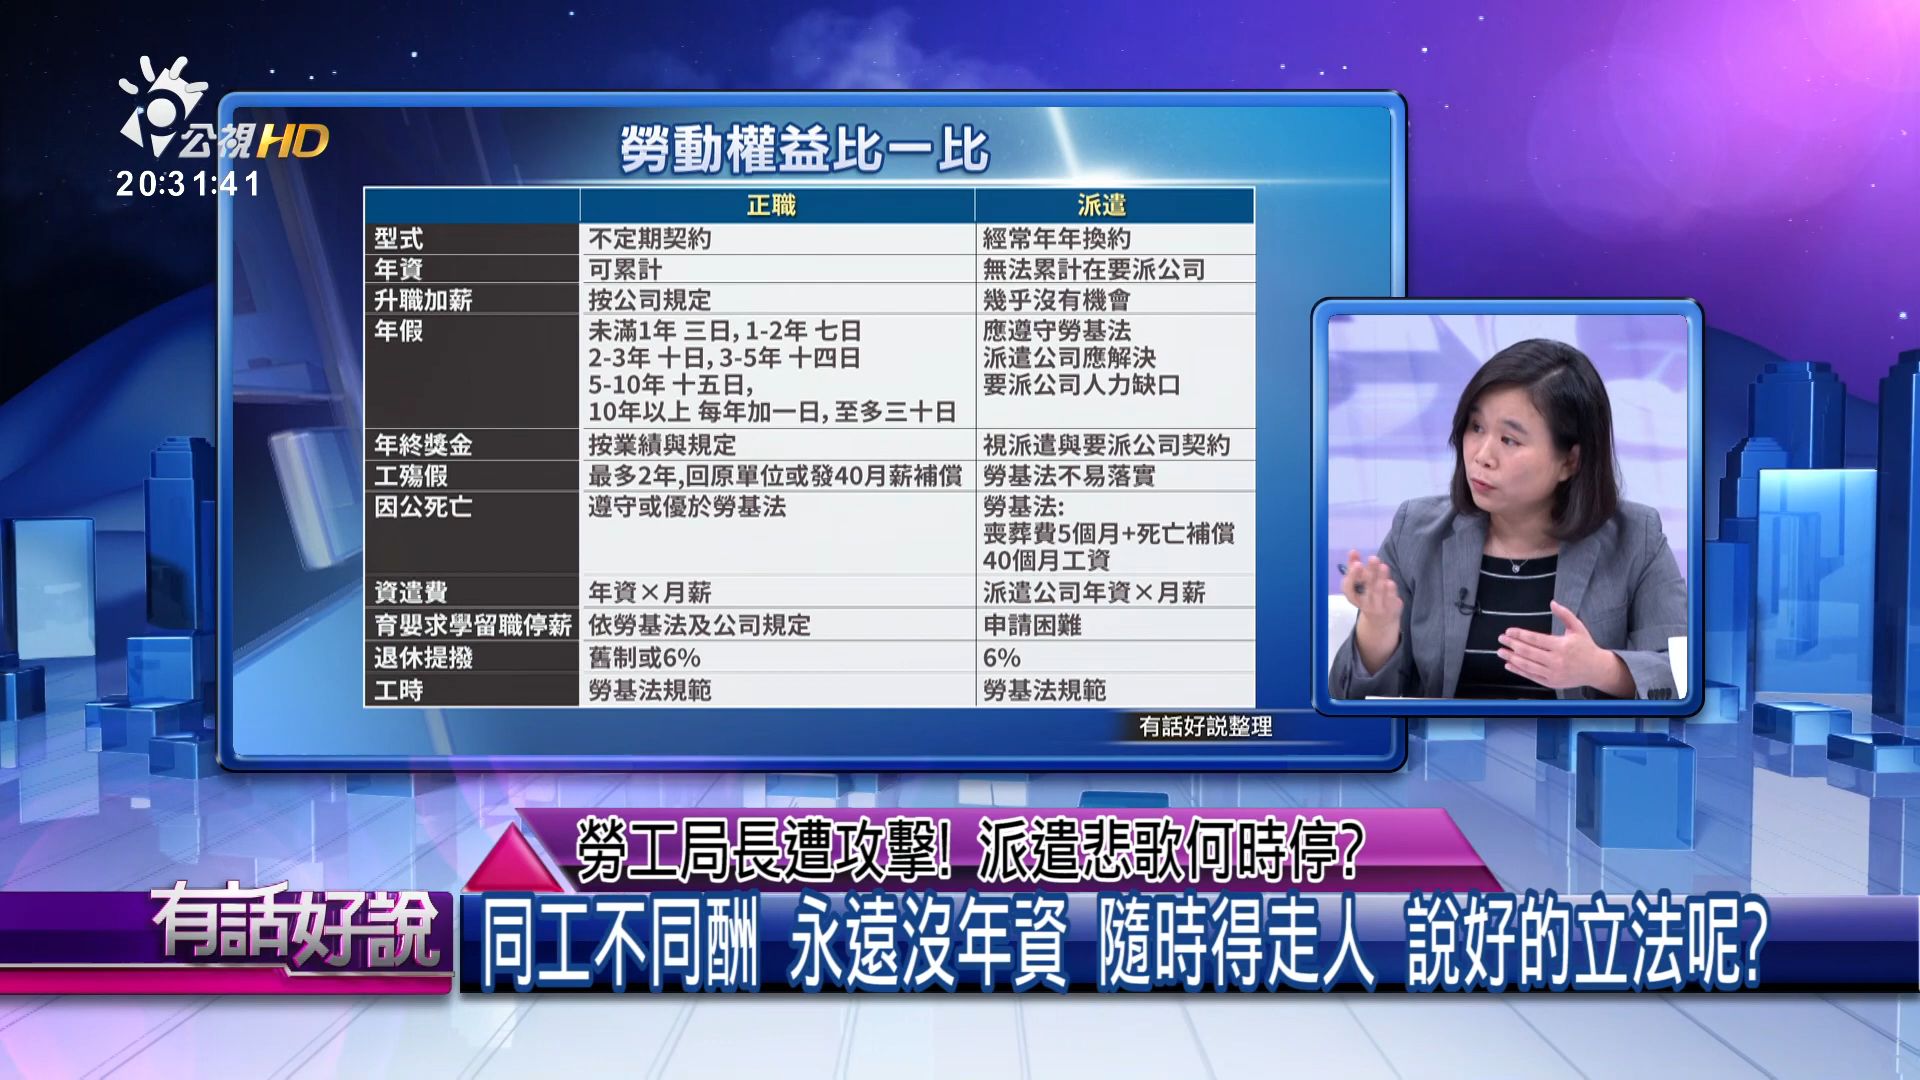 公視HD
20:31:41
勞動權益比一比
正職 派遣
型式 不定期契約 經常年年換約
年資 可累計 無法累計在要派公司
升職加薪 按公司規定 幾乎沒有機會
年假 未滿1年 三日, 1-2年 七日 應遵守勞基法
2-3年 十日, 3-5年 十四日 派遣公司應解決
5-10年 十五日, 要派公司人力缺口
10年以上 每年加一日, 至多三十日
年終獎金 按業績與規定 視派遣與要派公司契約
工殤假 最多2年,回原單位或發40月薪補償 勞基法不易落實
因公死亡 遵守或優於勞基法 勞基法:
喪葬費5個月+死亡補償
40個月工資
資遣費 年資×月薪 派遣公司年資×月薪
育嬰求學留職停薪 依勞基法及公司規定 申請困難
退休提撥 舊制或6% 6%
工時 勞基法規範 勞基法規範
有話好説整理
勞工局長遭攻擊! 派遣悲歌何時停?
有話好說
同工不同酬 永遠沒年資 隨時得走人 說好的立法呢?